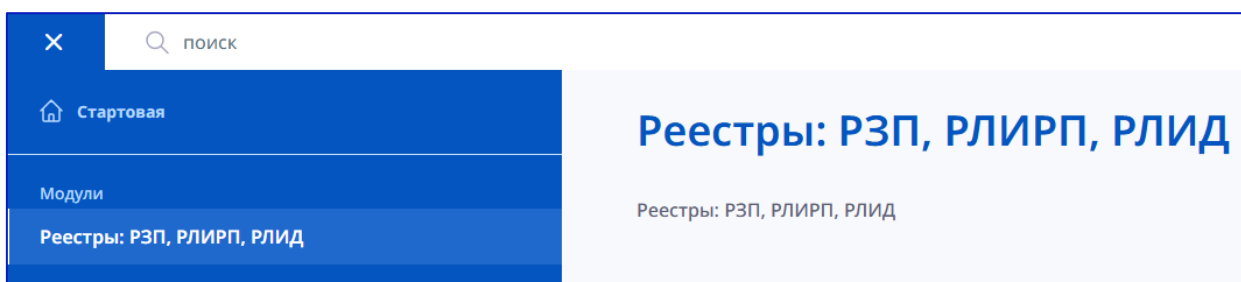 поиск
Стартовая
Модули
Реестры: РЗП, РЛИРП, РЛИД
Реестры: РЗП, РЛИРП, РЛИД
Реестры: РЗП, РЛИРП, РЛИД